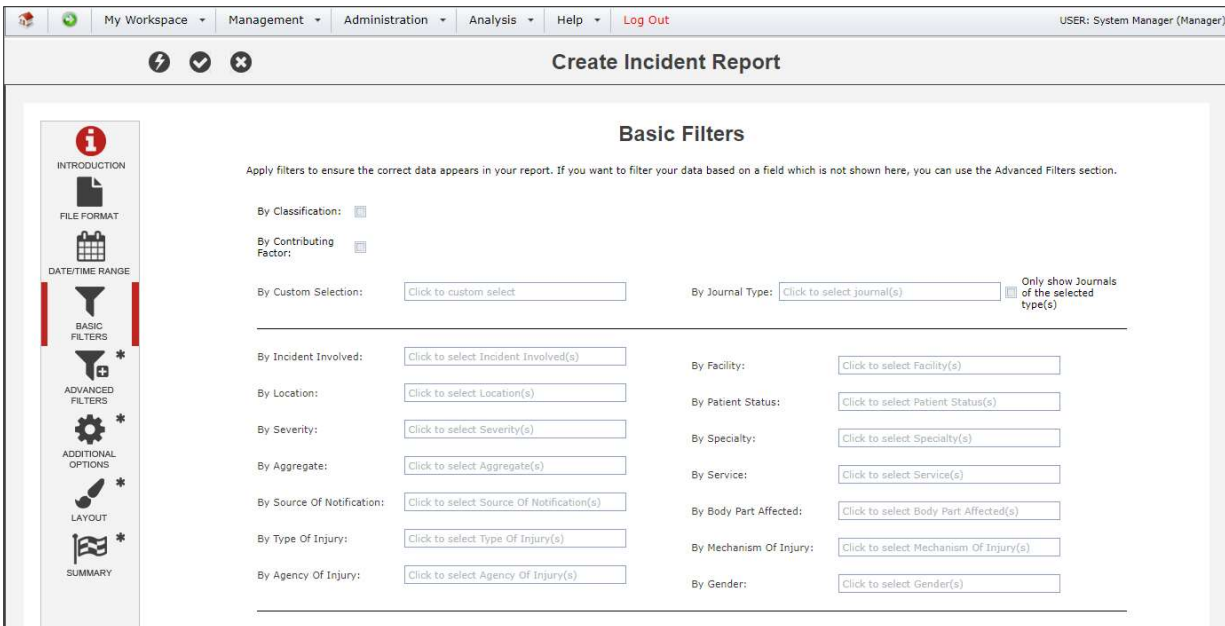 My Workspace Management Administration Analysis Help Log Out USER: System Manager (Manager)
Create Incident Report
INTRODUCTION
FILE FORMAT
DATE/TIME RANGE
BASIC
FILTERS
*
ADVANCED
FILTERS
*
ADDITIONAL
OPTIONS
*
LAYOUT
*
SUMMARY
Basic Filters
Apply filters to ensure the correct data appears in your report. If you want to filter your data based on a field which is not shown here, you can use the Advanced Filters section.
By Classification:
By Contributing
Factor:
By Custom Selection: Click to custom select
By Journal Type: Click to select journal(s)
Only show Journals
of the selected
type(s)
By Incident Involved: Click to select Incident Involved(s)
By Location: Click to select Location(s)
By Severity: Click to select Severity(s)
By Aggregate: Click to select Aggregate(s)
By Source Of Notification: Click to select Source Of Notification(s)
By Type Of Injury: Click to select Type Of Injury(s)
By Agency Of Injury: Click to select Agency Of Injury(s)
By Facility: Click to select Facility(s)
By Patient Status: Click to select Patient Status(s)
By Specialty: Click to select Specialty(s)
By Service: Click to select Service(s)
By Body Part Affected: Click to select Body Part Affected(s)
By Mechanism Of Injury: Click to select Mechanism Of Injury(s)
By Gender: Click to select Gender(s)